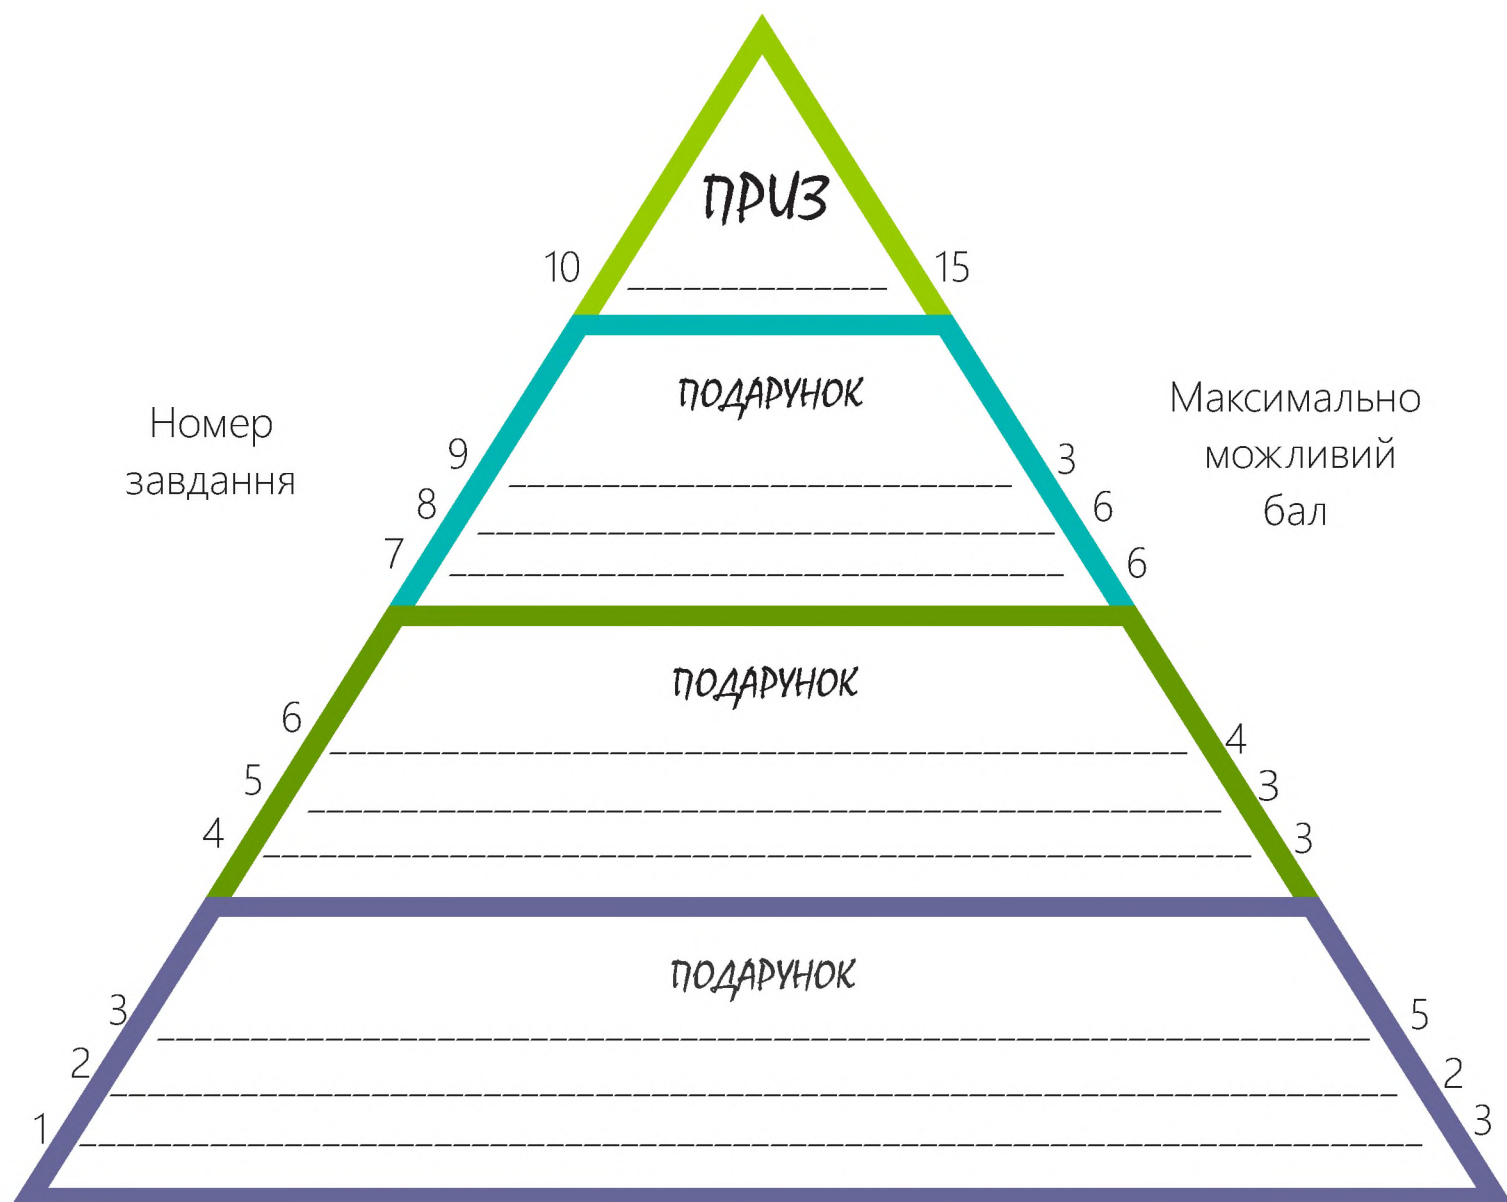 ПРИЗ
10 15
ПОДАРУНОК
Номер
завдання
Максимально
можливий
бал
9 3
8 6
7 6
ПОДАРУНОК
6 4
5 3
4 3
ПОДАРУНОК
3 5
2 2
1 3